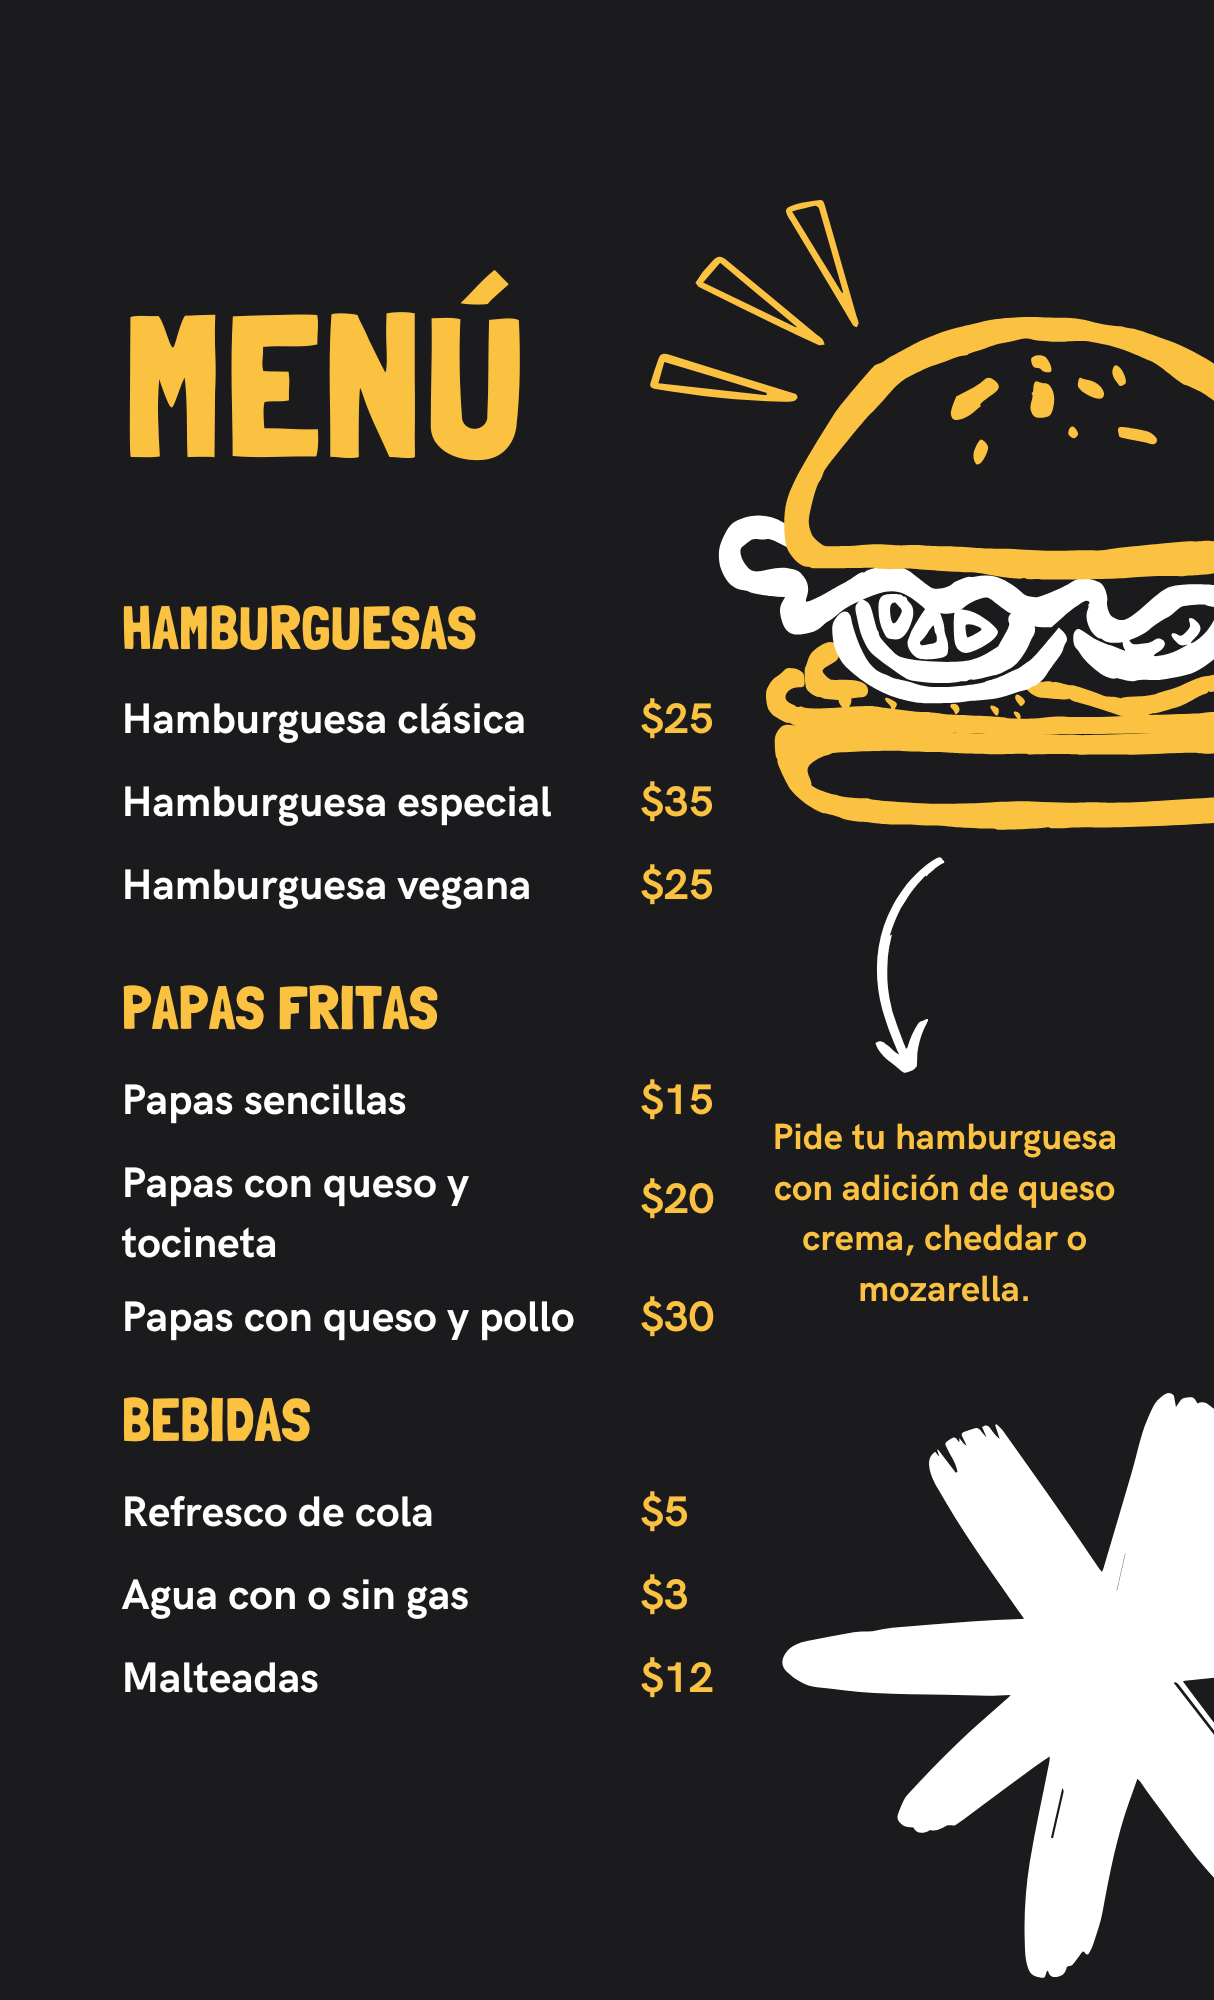 MENÚ
HAMBURGUESAS
Hamburguesa clásica $25
Hamburguesa especial $35
Hamburguesa vegana $25
PAPAS FRITAS
Papas sencillas $15
Papas con queso y $20
tocineta
Papas con queso y pollo $30
BEBIDAS
Refresco de cola $5
Agua con o sin gas $3
Malteadas $12
Pide tu hamburguesa
con adición de queso
crema, cheddar o
mozarella.